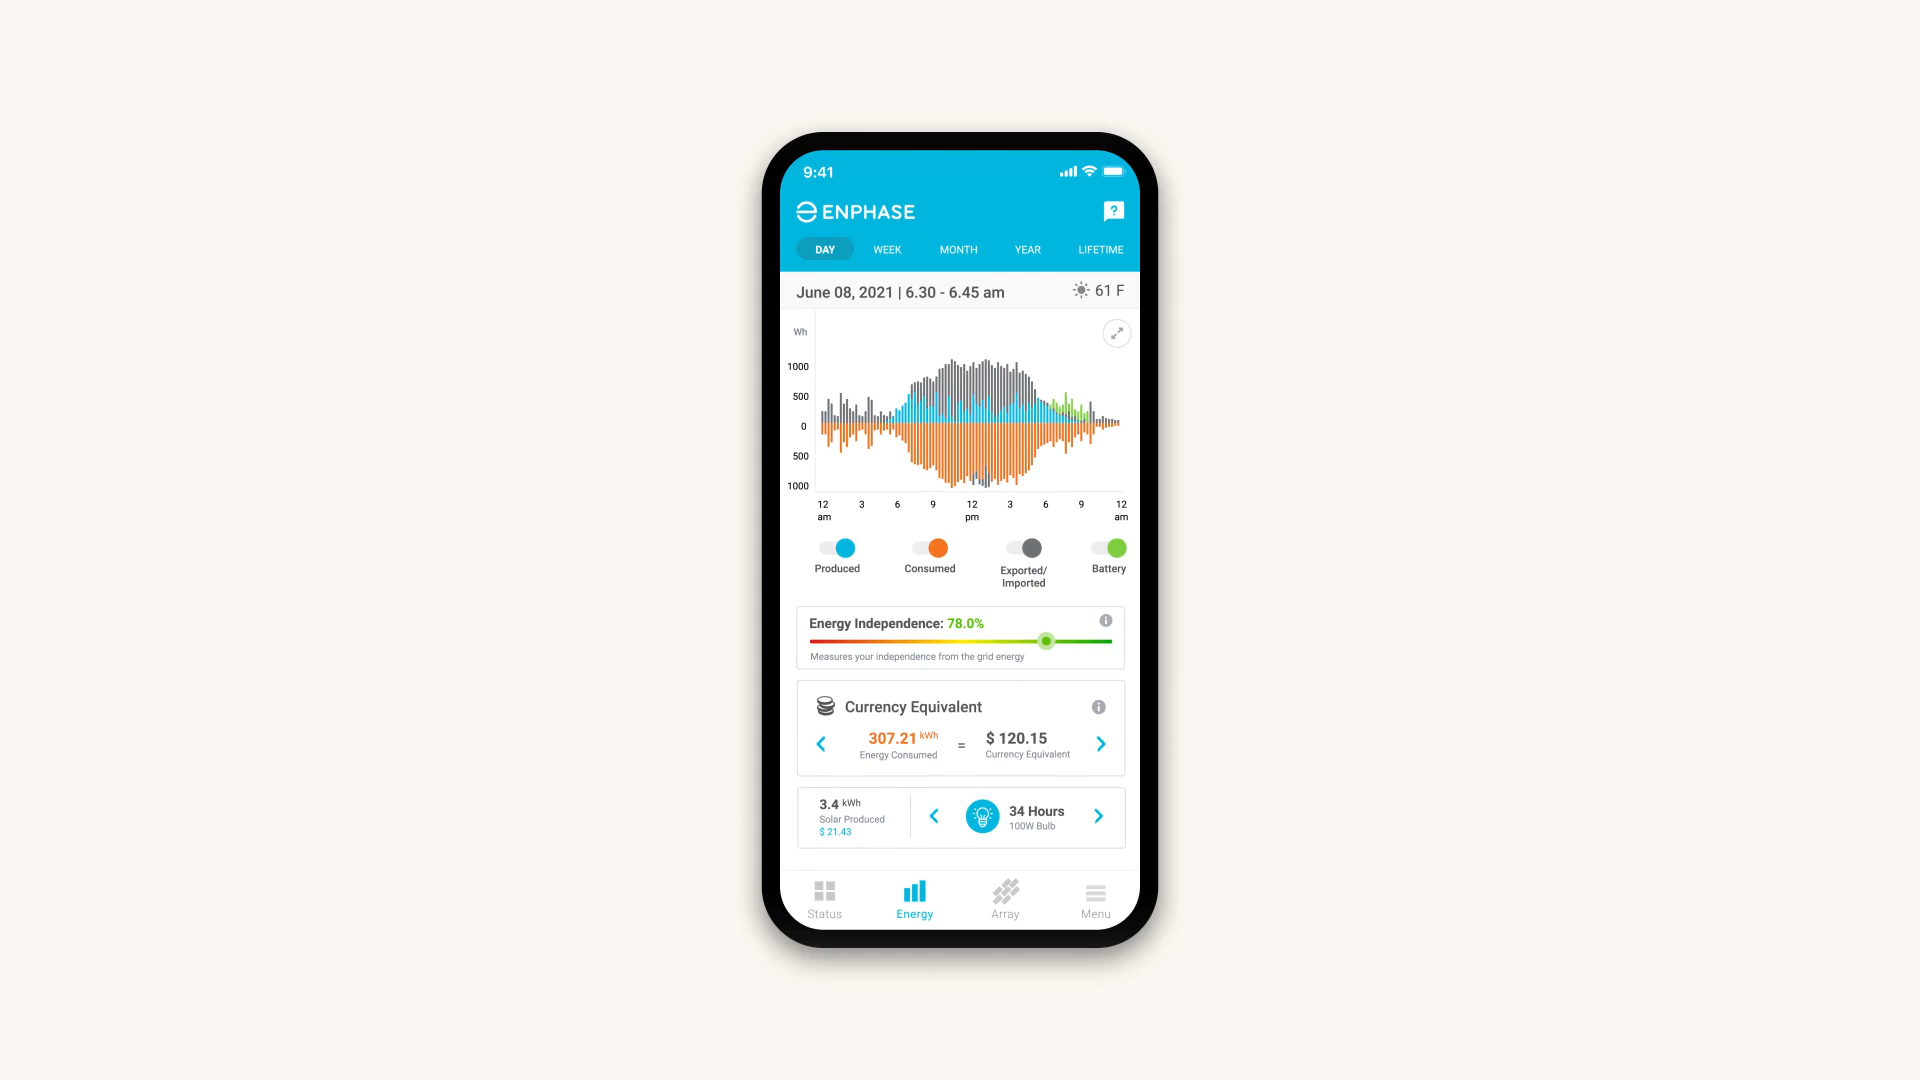 9:41
ENPHASE
?
DAY WEEK MONTH YEAR LIFETIME
June 08, 2021 | 6.30 - 6.45 am 61 F
Wh
1000
500
0
500
1000
12 3 6 9 12 3 6 9 12
am pm am
Produced Consumed Exported/ Battery
Imported
Energy Independence: 78.0%
Measures your independence from the grid energy
Currency Equivalent
307.21 kWh = $ 120.15
Energy Consumed Currency Equivalent
3.4 kWh
Solar Produced
$ 21.43
34 Hours
100W Bulb
Status Energy Array Menu